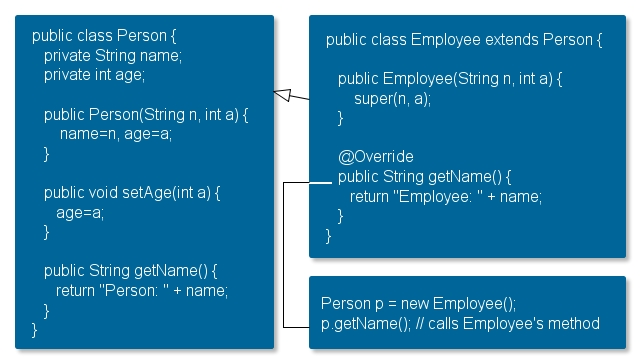 public class Person {
private String name;
private int age;
public Person(String n, int a) {
name=n, age=a;
}
public void setAge(int a) {
age=a;
}
public String getName() {
return "Person: " + name;
}
}
public class Employee extends Person {
public Employee(String n, int a) {
super(n, a);
}
@Override
public String getName() {
return "Employee: " + name;
}
}
Person p = new Employee();
p.getName(); // calls Employee's method